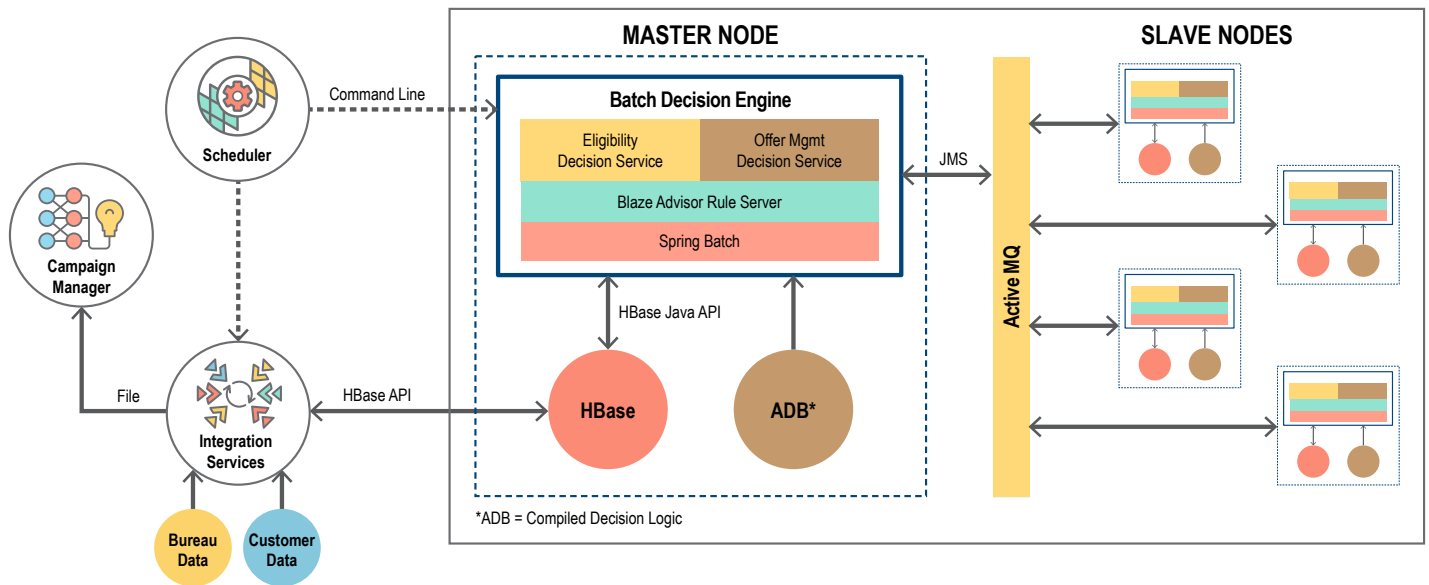 MASTER NODE
SLAVE NODES
Scheduler
Command Line
Batch Decision Engine
Eligibility
Decision Service
Offer Mgmt
Decision Service
Blaze Advisor Rule Server
Spring Batch
JMS
Active MQ
Campaign
Manager
HBase Java API
File
Integration
Services
HBase API
HBase
ADB*
Bureau
Data
Customer
Data
*ADB = Compiled Decision Logic